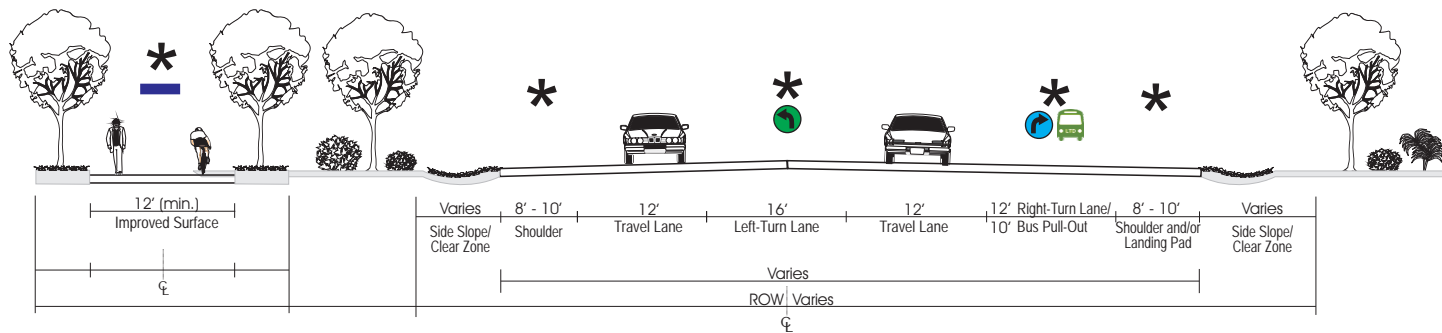 *
* * * *
LTD
12' (min.)
Improved Surface
Varies 8' - 10' 12' 16' 12' 12' Right-Turn Lane/ 8' - 10' Varies
Side Slope/ Shoulder Travel Lane Left-Turn Lane Travel Lane 10' Bus Pull-Out Shoulder and/or Side Slope/
Clear Zone Landing Pad Clear Zone
Varies
℄
ROW Varies
℄